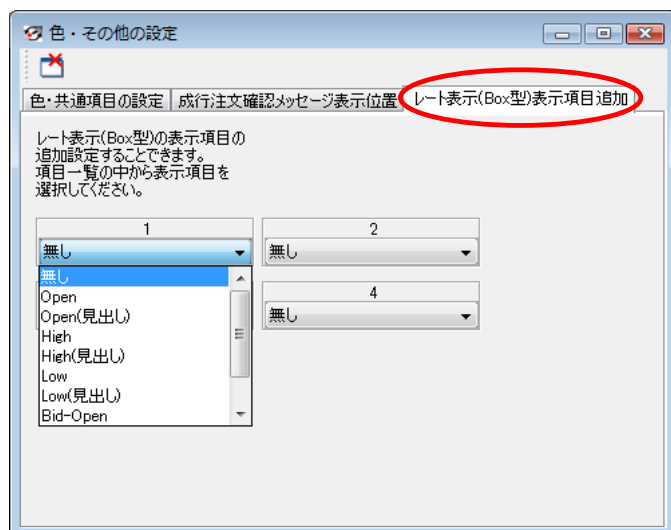 色・その他の設定
色・共通項目の設定 成行注文確認メッセージ表示位置 レート表示(Box型)表示項目追加
レート表示(Box型)の表示項目の
追加設定することできます。
項目一覧の中から表示項目を
選択してください。
1 2
無し 無し
無し
Open
4
Open(見出し)
無し
High
High(見出し)
Low
Low(見出し)
Bid-Open